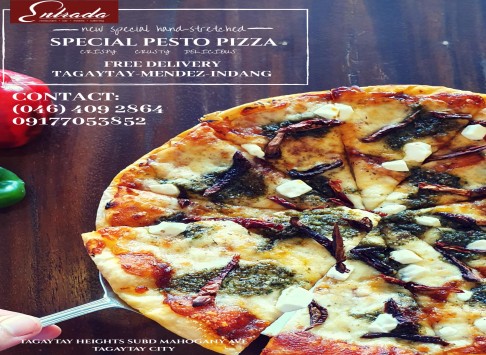 Entrada
new special hand-stretched
SPECIAL PESTO PIZZA
CRISPY CRUSTY DELICIOUS
FREE DELIVERY
TAGAYTAY-MENDEZ-INDANG
CONTACT:
(046) 409 2864
09177053852
TAGAYTAY HEIGHTS SUBD MAHOGANY AVE
TAGAYTAY CITY